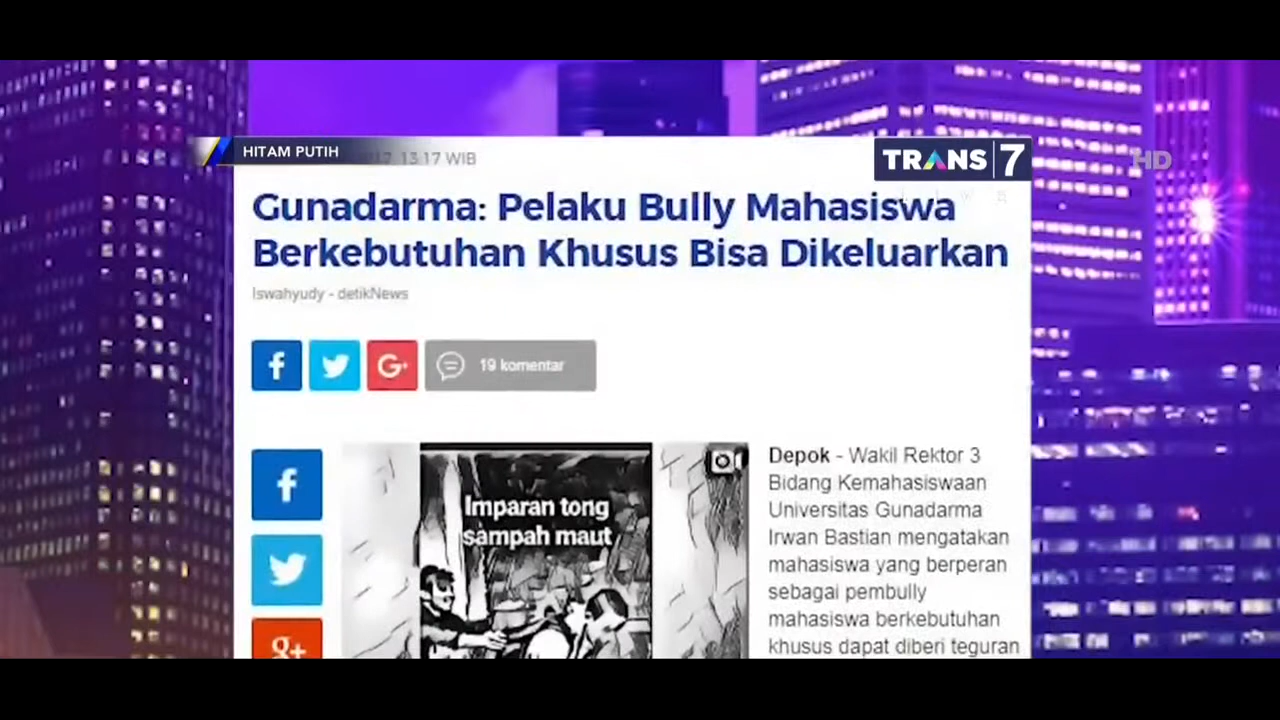 HITAM PUTIH
13:17 WIB
TRANS 7
HD
Gunadarma: Pelaku Bully Mahasiswa
Berkebutuhan Khusus Bisa Dikeluarkan
Iswahyudy - detikNews
19 komentar
Imparan tong
sampah maut
Depok - Wakil Rektor 3
Bidang Kemahasiswaan
Universitas Gunadarma
Irwan Bastian mengatakan
mahasiswa yang berperan
sebagai pembully
mahasiswa berkebutuhan
khusus dapat diberi teguran